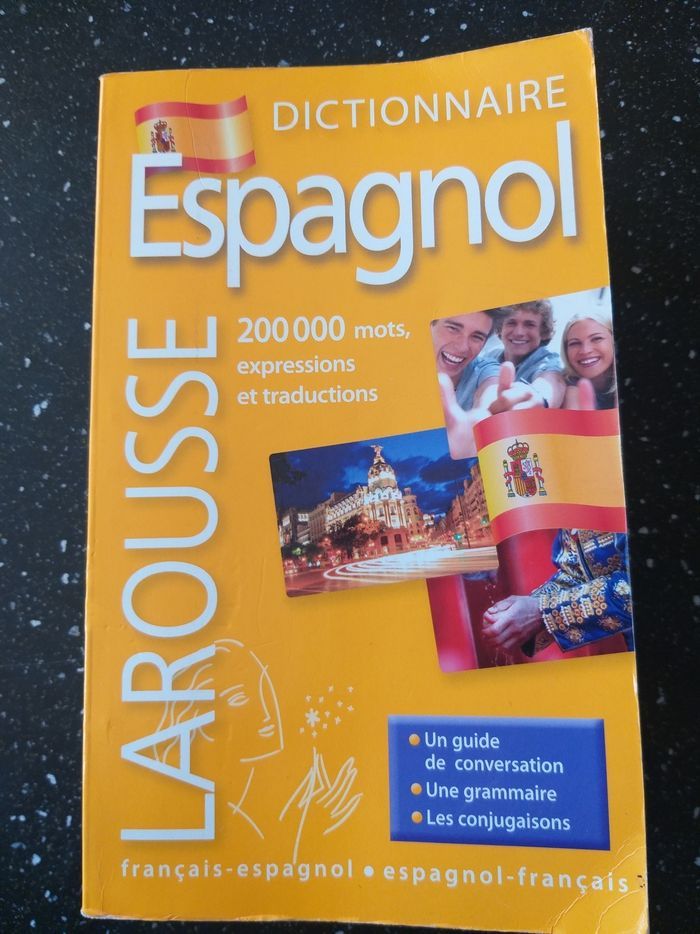 DICTIONNAIRE
Espagnol
LAROUSSE
200 000 mots,
expressions
et traductions
Un guide
de conversation
Une grammaire
Les conjugaisons
français-espagnol • espagnol-français